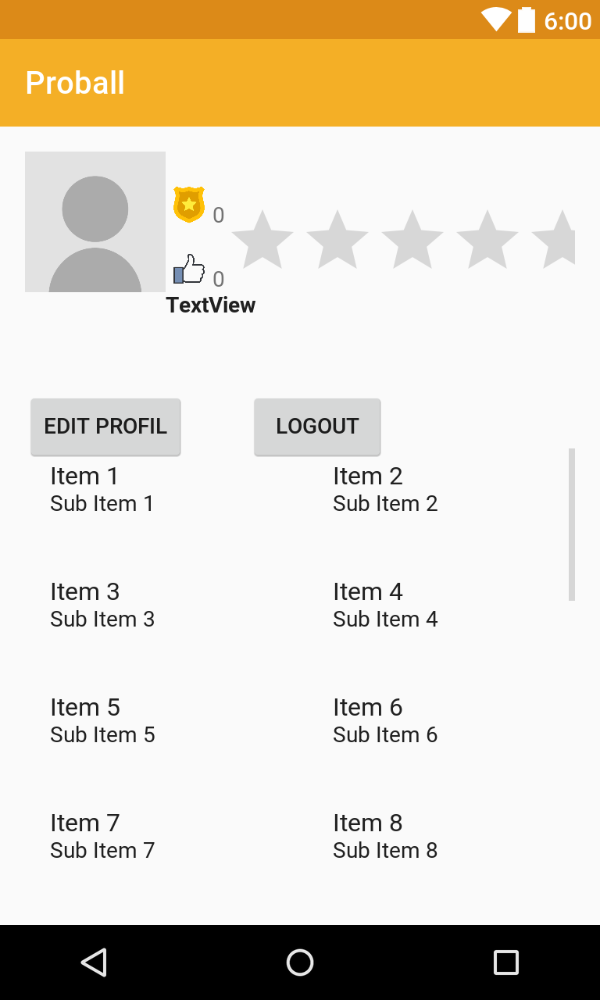 6:00
Proball
0
0
TextView
EDIT PROFIL
LOGOUT
Item 1
Sub Item 1
Item 2
Sub Item 2
Item 3
Sub Item 3
Item 4
Sub Item 4
Item 5
Sub Item 5
Item 6
Sub Item 6
Item 7
Sub Item 7
Item 8
Sub Item 8